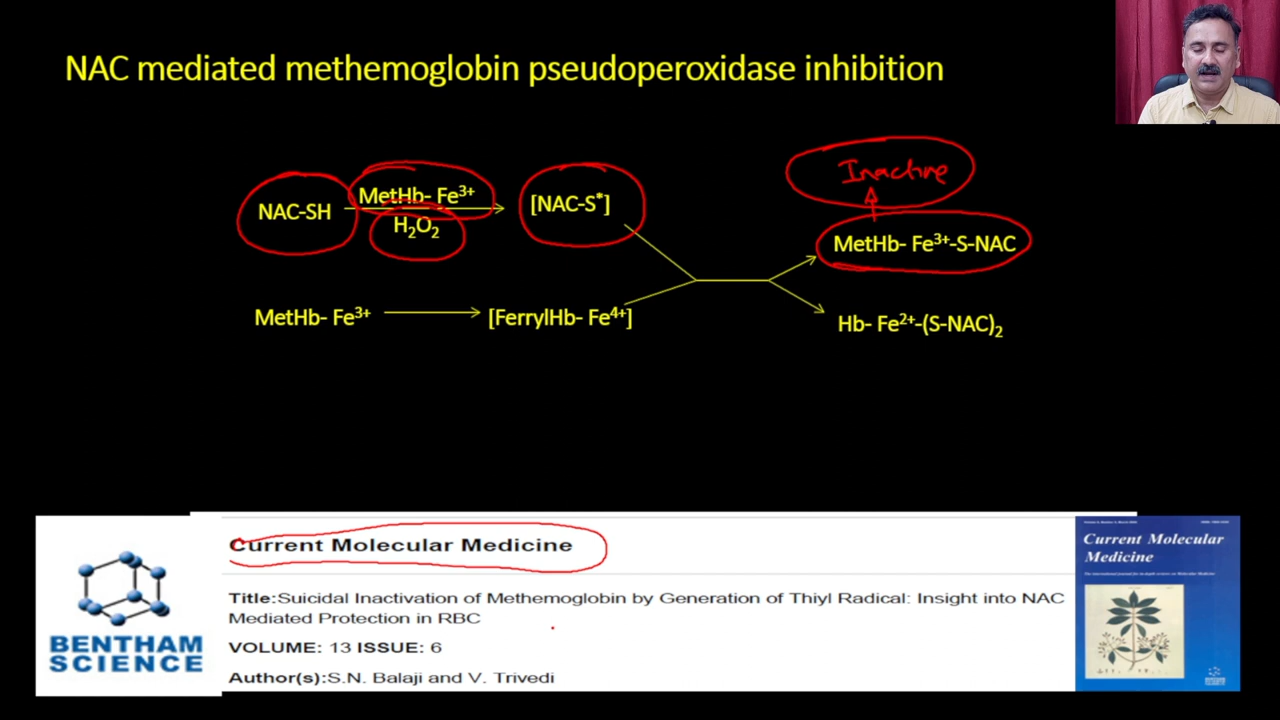 NAC mediated methemoglobin pseudoperoxidase inhibition
Inactive
NAC-SH
MetHb- Fe3+
H2O2
[NAC-S*]
MetHb- Fe3+-S-NAC
MetHb- Fe3+
[FerrylHb- Fe4+]
Hb- Fe2+-(S-NAC)2
BENTHAM
SCIENCE
Current Molecular Medicine
Title:Suicidal Inactivation of Methemoglobin by Generation of Thiyl Radical: Insight into NAC
Mediated Protection in RBC
VOLUME: 13 ISSUE: 6
Author(s):S.N. Balaji and V. Trivedi
Current Molecular
Medicine